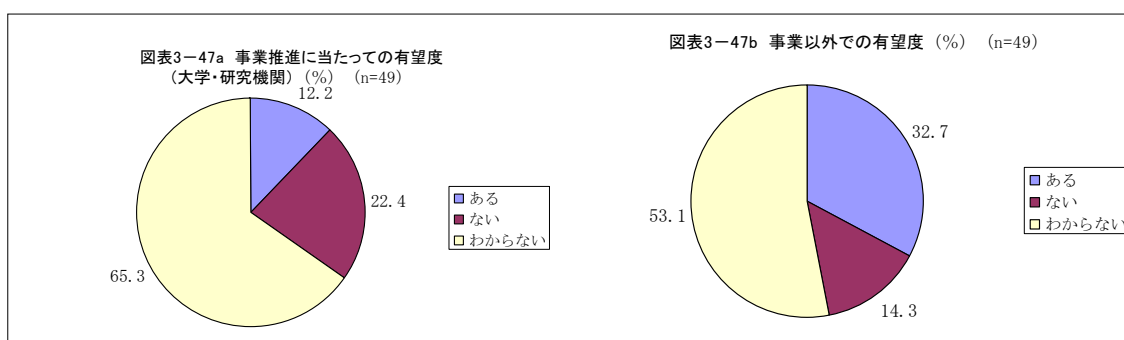 図表3－47a 事業推進に当たっての有望度
（大学・研究機関）（%） (n=49)
12.2
22.4
65.3
ある
ない
わからない
図表3－47b 事業以外での有望度（%） (n=49)
32.7
14.3
53.1
ある
ない
わからない